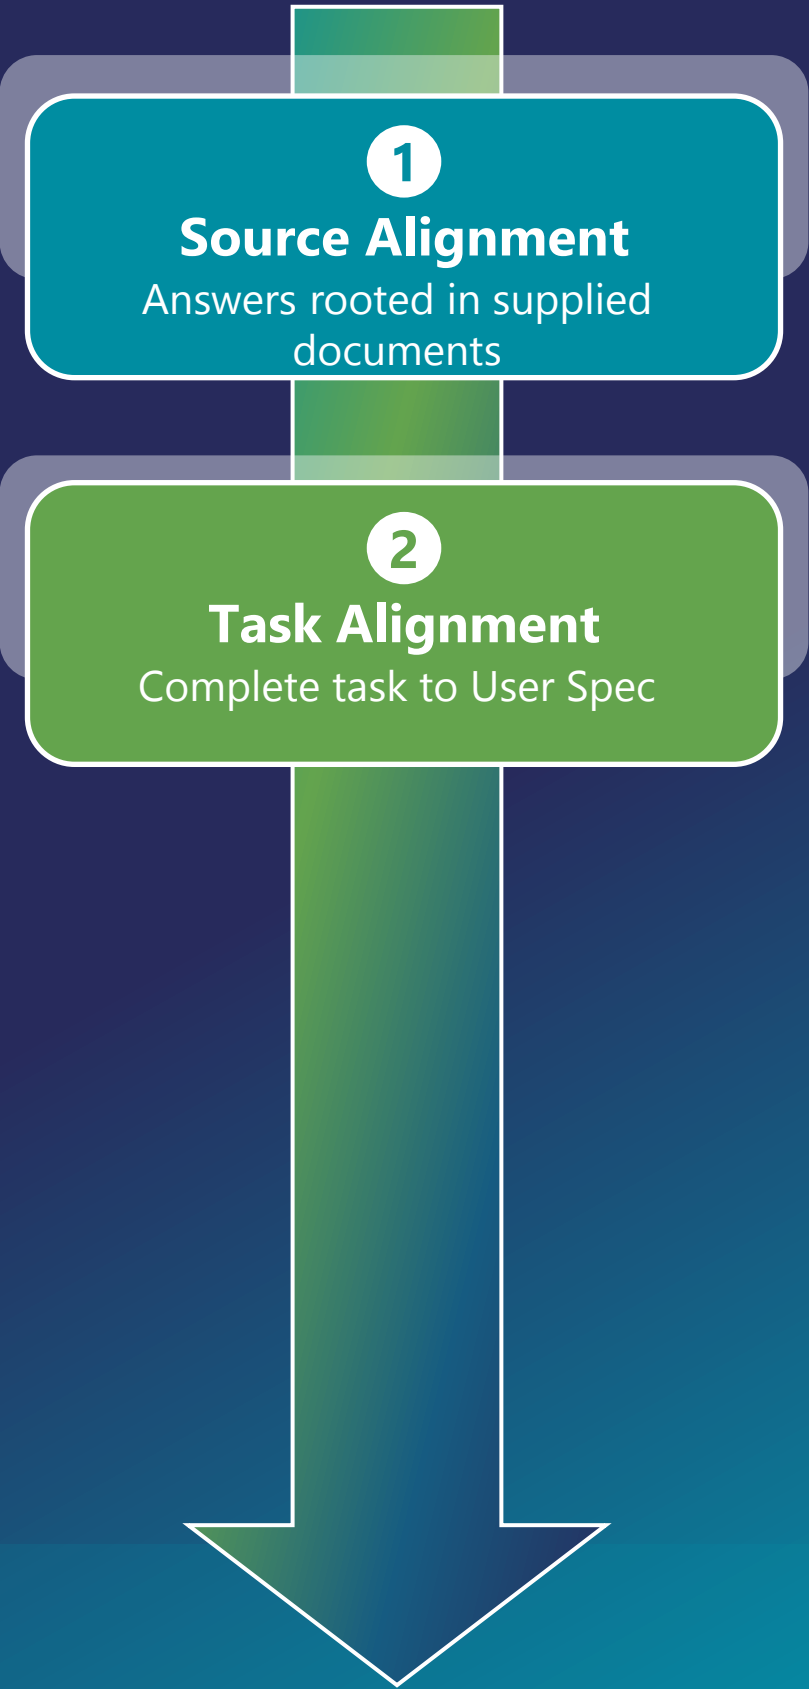 1
Source Alignment
Answers rooted in supplied
documents
2
Task Alignment
Complete task to User Spec